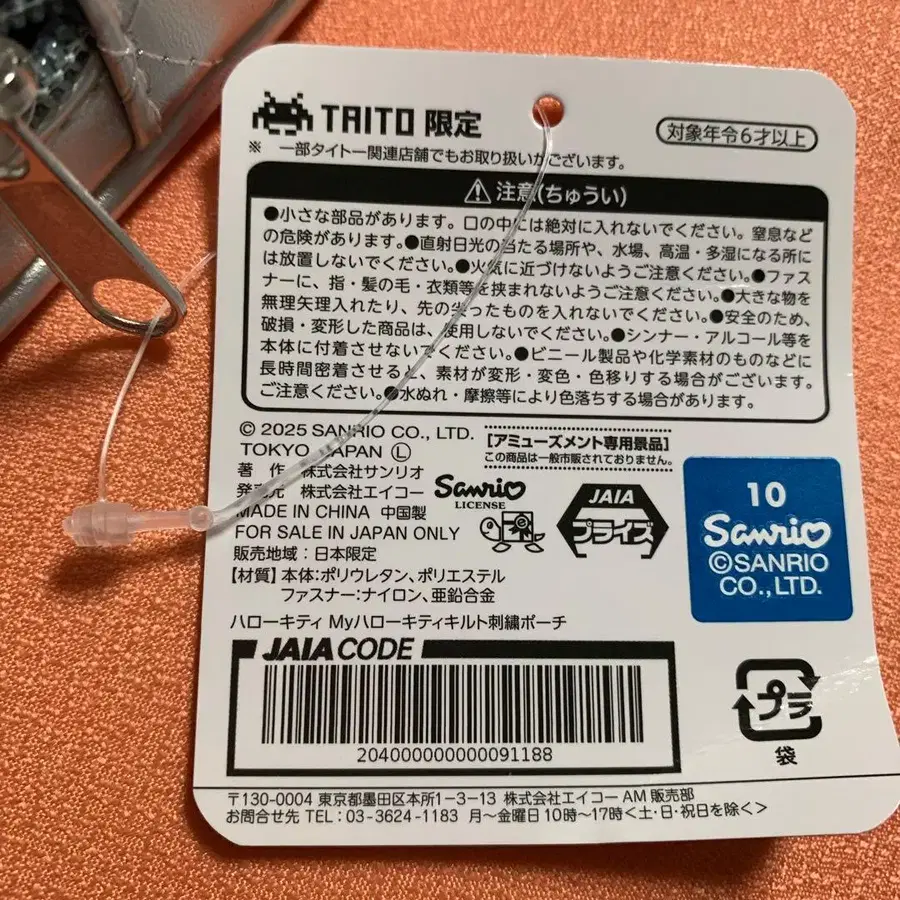 TAITO 限定
対象年令6才以上
※ 一部タイトー関連店舗でもお取り扱いがございます。
注意(ちゅうい)
●小さな部品があります。口の中には絶対に入れないでください。窒息など
の危険があります。●直射日光の当たる場所や、水場、高温・多湿になる所に
は放置しないでください。●火気に近づけないようご注意ください。●ファス
ナーに、指・髪の毛・衣類等を挟まれないようご注意ください。●大きな物を
無理矢理入れたり、先の尖ったものを入れないでください。●安全のため、
破損・変形した商品は、使用しないでください。●シンナー・アルコール等を
本体に付着させないでください。●ビニール製品や化学素材のものなどに
長時間密着させると、素材が変形・変色・色移りする場合がございます。
ご注意ください。●水ぬれ・摩擦等により色落ちする場合があります。
© 2025 SANRIO CO., LTD.
TOKYO, JAPAN Ⓛ
著 作 株式会社サンリオ
発売元 株式会社エイコー
MADE IN CHINA 中国製
FOR SALE IN JAPAN ONLY
販売地域:日本限定
【アミューズメント専用景品】
この商品は一般市販されておりません。
Sanrio
LICENSE
JAIA
プライズ
10
Sanrio
©SANRIO
CO., LTD.
【材質】本体:ポリウレタン、ポリエステル
ファスナー:ナイロン、亜鉛合金
ハローキティ Myハローキティキルト刺繍ポーチ
JAIA CODE
2040000000091188
プラ
袋
〒130-0004 東京都墨田区本所1-3-13 株式会社エイコー AM 販売部
お問合せ先 TEL:03-3624-1183 月~金曜日10時~17時<土・日・祝日を除く>